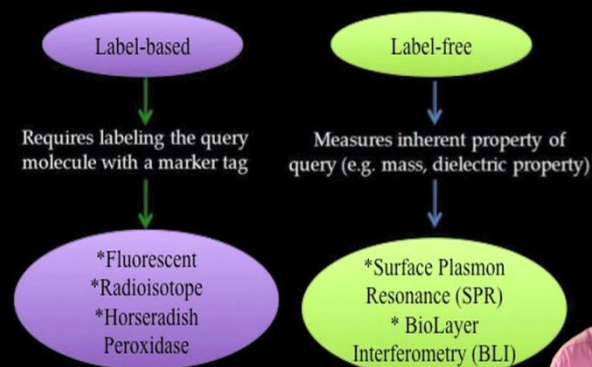 Label-based
Requires labeling the query
molecule with a marker tag
*Fluorescent
*Radioisotope
*Horseradish
Peroxidase
Label-free
Measures inherent property of
query (e.g. mass, dielectric property)
*Surface Plasmon
Resonance (SPR)
* BioLayer
Interferometry (BLI)